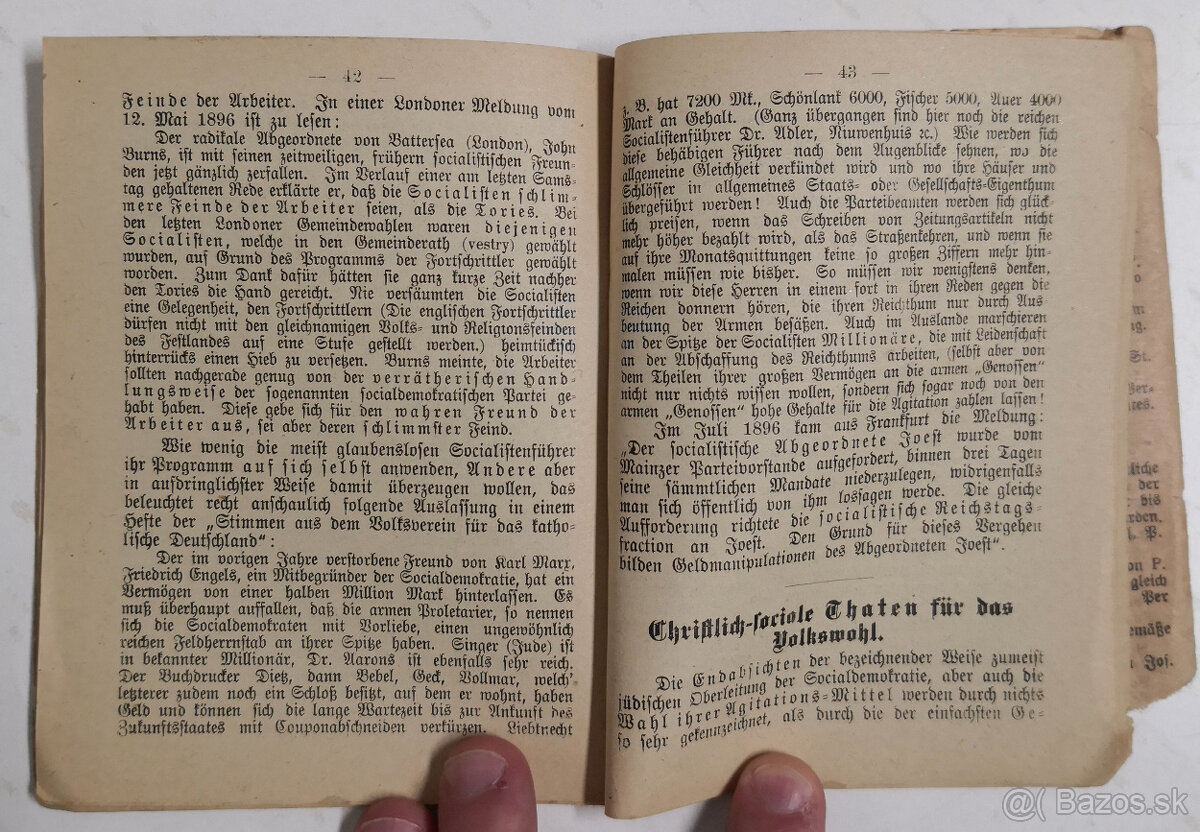 — 42 —
Feinde der Arbeiter. In einer Londoner Meldung vom
12. Mai 1896 ist zu lesen:
Der radikale Abgeordnete von Battersea (London), John
Burns, ist mit seinen zeitweiligen, frühern socialistischen Freun-
den jetzt gänzlich zerfallen. Im Verlauf einer am letzten Sams-
tag gehaltenen Rede erklärte er, daß die Socialisten schlim-
mere Feinde der Arbeiter seien, als die Tories. Bei
den letzten Londoner Gemeindewahlen waren diejenigen
Socialisten, welche in den Gemeinderath (vestry) gewählt
wurden, auf Grund des Programms der Fortschrittler gewählt
worden. Zum Dank dafür hätten sie ganz kurze Zeit nachher
den Tories die Hand gereicht. Nie versäumten die Socialisten
eine Gelegenheit, den Fortschrittlern (Die englischen Fortschrittler
dürfen nicht mit den gleichnamigen Volks- und Religionsfeinden
des Festlandes auf eine Stufe gestellt werden.) heimtückisch
hinterrücks einen Hieb zu versetzen. Burns meinte, die Arbeiter
sollten nachgerade genug von der verrätherischen Hand-
lungsweise der sogenannten socialdemokratischen Partei ge-
habt haben. Diese gebe sich für den wahren Freund der
Arbeiter aus, sei aber deren schlimmster Feind.
Wie wenig die meist glaubenslosen Socialistenführer
ihr Programm auf sich selbst anwenden, Andere aber
in aufdringlichster Weise damit überzeugen wollen, das
beleuchtet recht anschaulich folgende Auslassung in einem
Hefte der „Stimmen aus dem Volksverein für das katho-
lische Deutschland“:
Der im vorigen Jahre verstorbene Freund von Karl Marx,
Friedrich Engels, ein Mitbegründer der Socialdemokratie, hat ein
Vermögen von einer halben Million Mark hinterlassen. Es
muß überhaupt auffallen, daß die armen Proletarier, so nennen
sich die Socialdemokraten mit Vorliebe, einen ungewöhnlich
reichen Feldherrnstab an ihrer Spitze haben. Singer (Jude) ist
in bekannter Millionär, Dr. Aarons ist ebenfalls sehr reich.
Der Buchdrucker Dietz, dann Bebel, Geck, Vollmar, welch'
letzterer zudem noch ein Schloß besitzt, auf dem er wohnt, haben
Geld und können sich die lange Wartezeit bis zur Ankunft des
Zukunftsstaates mit Couponabschneiden verkürzen. Liebknecht
— 43 —
z. B. hat 7200 Mk., Schönlank 6000, Fischer 5000, Auer 4000
Mark an Gehalt. (Ganz übergangen sind hier noch die reichen
Socialistenführer Dr. Adler, Niuwenhuis ꝛc.) Wie werden sich
diese behäbigen Führer nach dem Augenblicke sehnen, wo die
allgemeine Gleichheit verkündet wird und wo ihre Häuser und
Schlösser in allgemeines Staats- oder Gesellschafts-Eigenthum
übergeführt werden! Auch die Parteibeamten werden sich glück-
lich preisen, wenn das Schreiben von Zeitungsartikeln nicht
mehr höher bezahlt wird, als das Straßenkehren, und wenn sie
auf ihre Monatsquittungen keine so großen Ziffern mehr hin-
malen müssen wie bisher. So müssen wir wenigstens denken,
wenn wir diese Herren in einem fort in ihren Reden gegen die
Reichen donnern hören, die ihren Reichthum nur durch Aus
beutung der Armen besäßen. Auch im Auslande marschieren
an der Spitze der Socialisten Millionäre, die mit Leidenschaft
an der Abschaffung des Reichthums arbeiten, (selbst aber von
dem Theilen ihrer großen Vermögen an die armen „Genossen“
nicht nur nichts wissen wollen, sondern sich sogar noch von den
armen „Genossen“ hohe Gehalte für die Agitation zahlen lassen!
Im Juli 1896 kam aus Frankfurt die Meldung:
„Der socialistische Abgeordnete Joest wurde vom
Mainzer Parteivorstande aufgefordert, binnen drei Tagen
seine sämmtlichen Mandate niederzulegen, widrigenfalls
man sich öffentlich von ihm lossagen werde. Die gleiche
Aufforderung richtete die socialistische Reichstags-
fraction an Joest. Den Grund für dieses Vergehen
bilden Geldmanipulationen des Abgeordneten Joest“.
Christlich-sociale Thaten für das
Volkswohl.
Die Endabsichten der bezeichnender Weise zumeist
jüdischen Oberleitung der Socialdemokratie, aber auch die
Wahl ihrer Agitations-Mittel werden durch nichts
so sehr gekennzeichnet, als durch die der einfachsten Ge-
St.
der
bis
P.
on P.
gleich
Per
Jos.
@( Bazos.sk